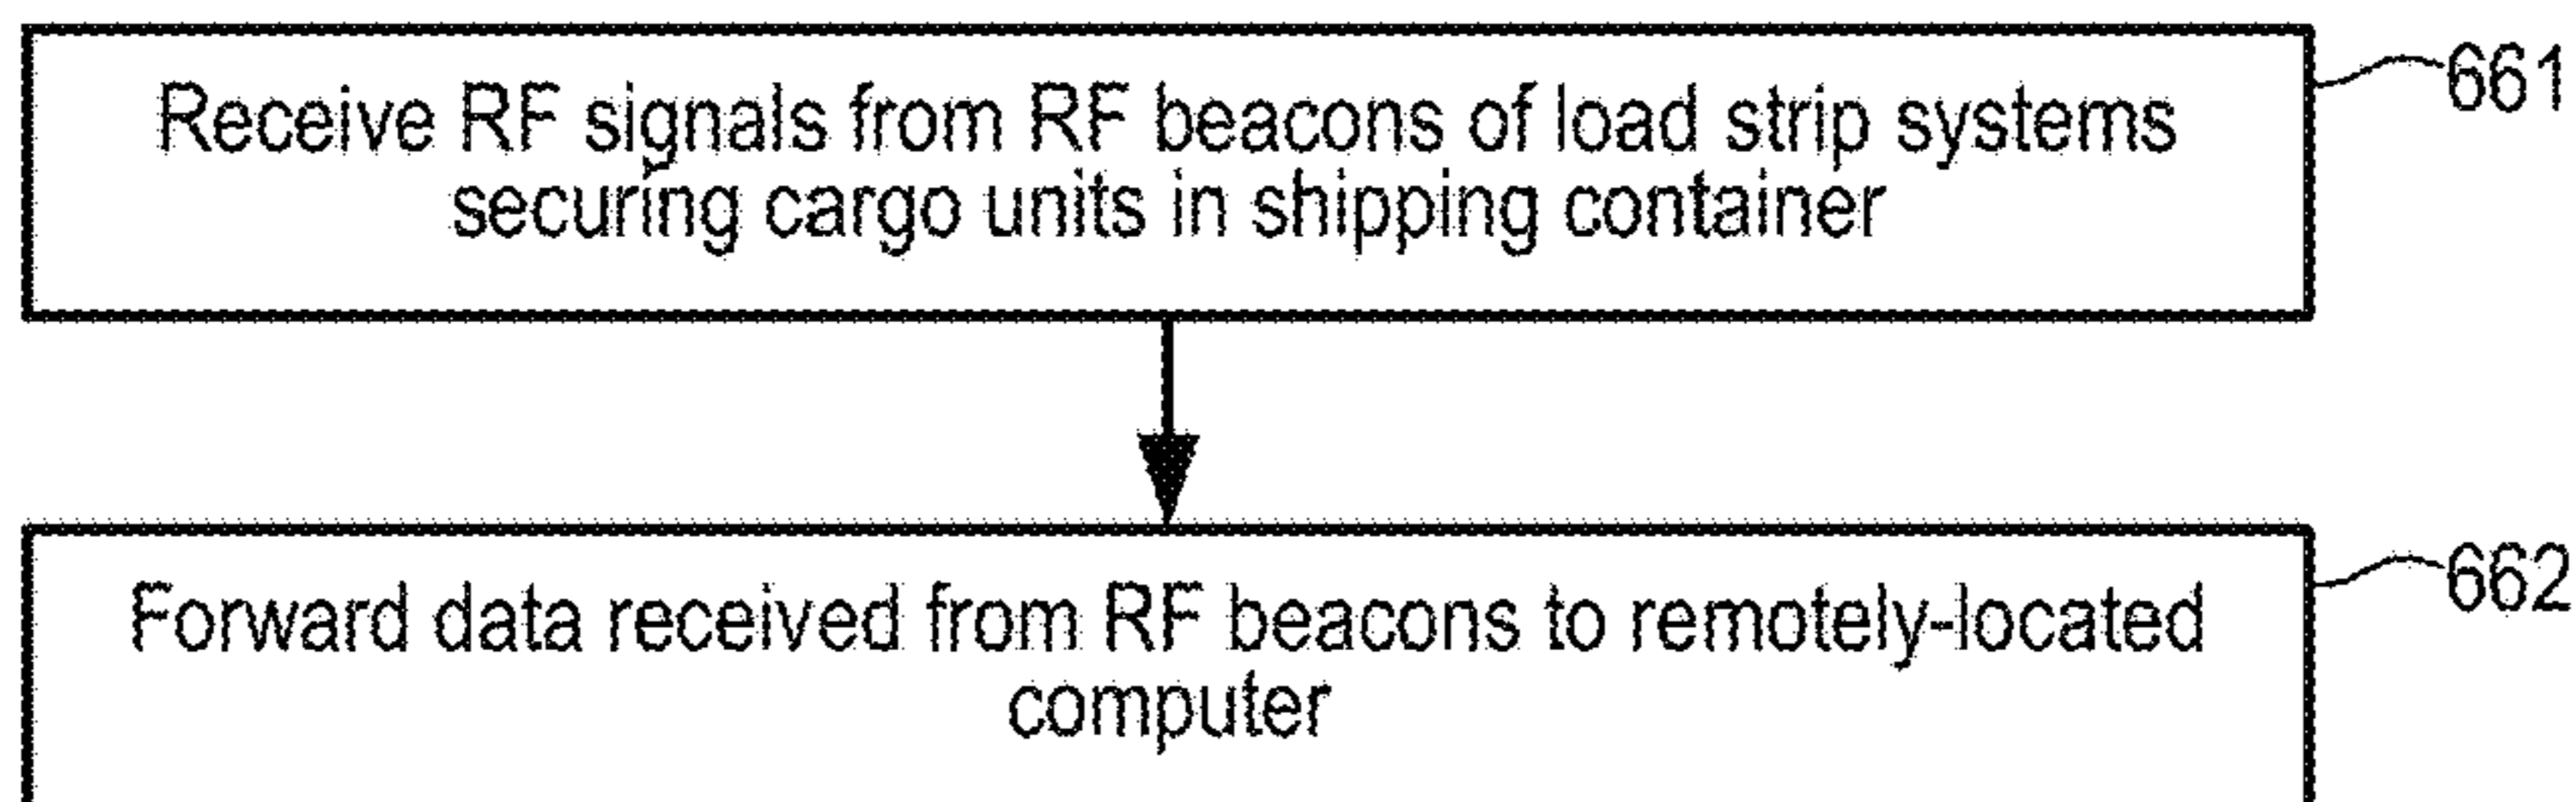 Receive RF signals from RF beacons of load strip systems
securing cargo units in shipping container
661
Forward data received from RF beacons to remotely-located
computer
662